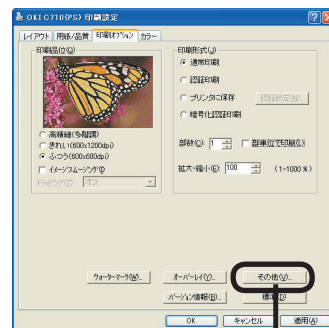 OKI C710(PS) 印刷設定
レイアウト 用紙/品質 印刷オプション カラー
印刷品位(Q)
高精細(多階調)
きれい(600x1200dpi)
ふつう(600x600dpi)
イメージスムージング(I)
トラッピング(T) オフ
印刷形式(J)
通常印刷
認証印刷
プリンタに保存 認証設定(N)...
暗号化認証印刷
部数(C): 1 部単位で印刷(L)
拡大・縮小(E): 100 (1~1000 %)
ウォーターマーク(W)... オーバーレイ(Y)... その他(V)...
バージョン情報(B)... 標準(D)
OK キャンセル 適用(A)